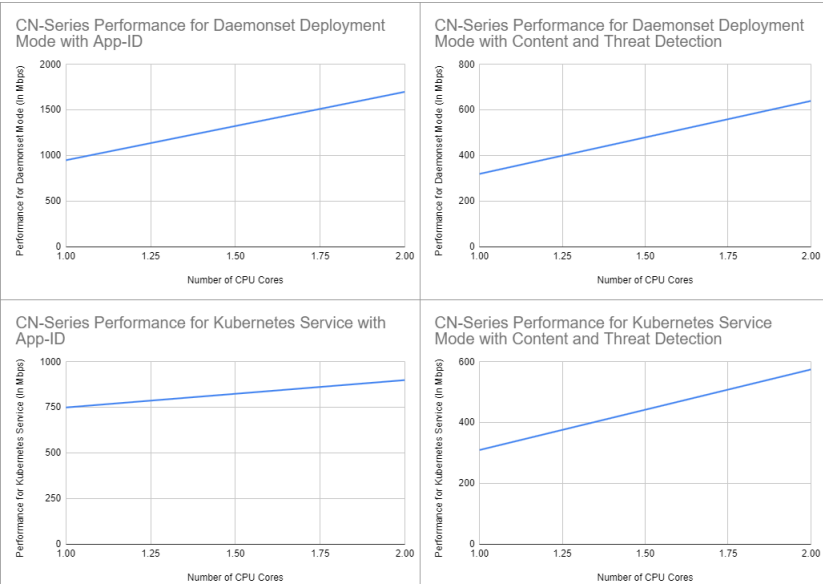 CN-Series Performance for Daemonset Deployment
Mode with App-ID
Performance for Daemonset Mode (In Mbps)
2000
1500
1000
500
0
1.00 1.25 1.50 1.75 2.00
Number of CPU Cores
CN-Series Performance for Daemonset Deployment
Mode with Content and Threat Detection
Performance for Daemonset Mode (In Mbps)
800
600
400
200
0
1.00 1.25 1.50 1.75 2.00
Number of CPU Cores
CN-Series Performance for Kubernetes Service with
App-ID
Performance for Kubernetes Service (In Mbps)
1000
750
500
250
0
1.00 1.25 1.50 1.75 2.00
Number of CPU Cores
CN-Series Performance for Kubernetes Service
Mode with Content and Threat Detection
Performance for Kubernetes Service (In Mbps)
600
400
200
0
1.00 1.25 1.50 1.75 2.00
Number of CPU Cores